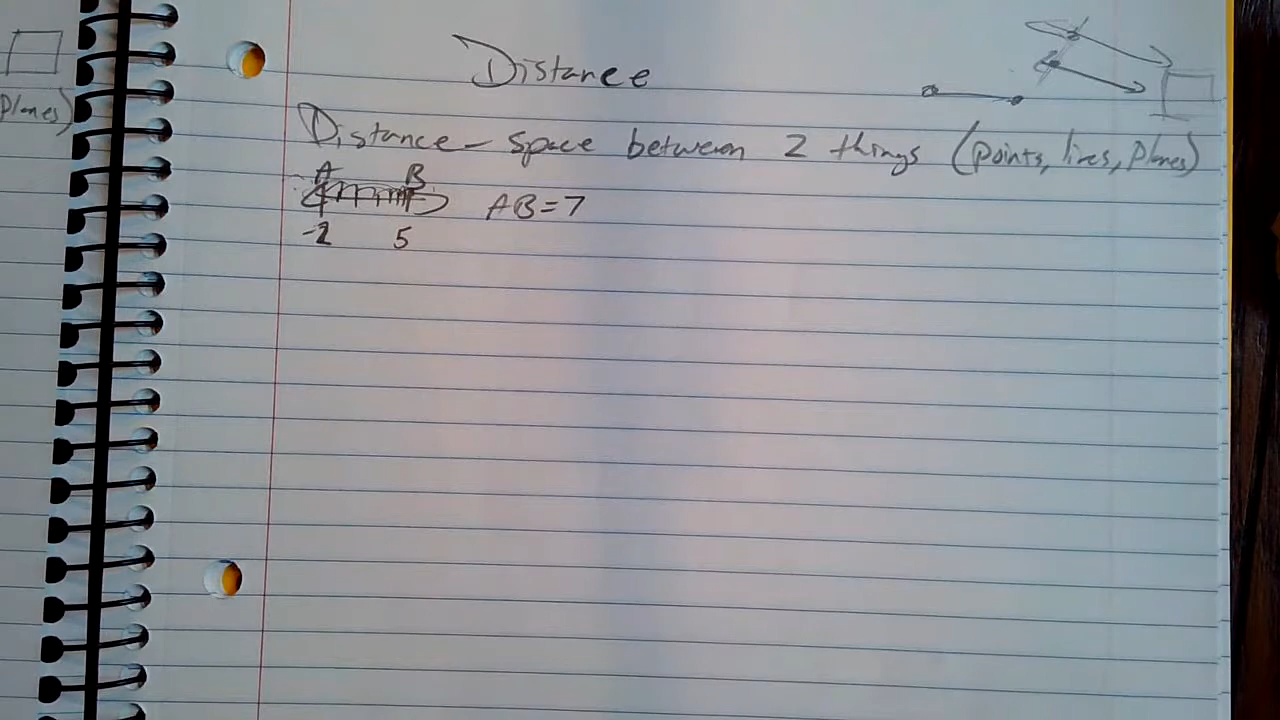 Distance
Planes)
Distance - space between 2 things (points, lines, planes)
A B
AB=7
-2 5